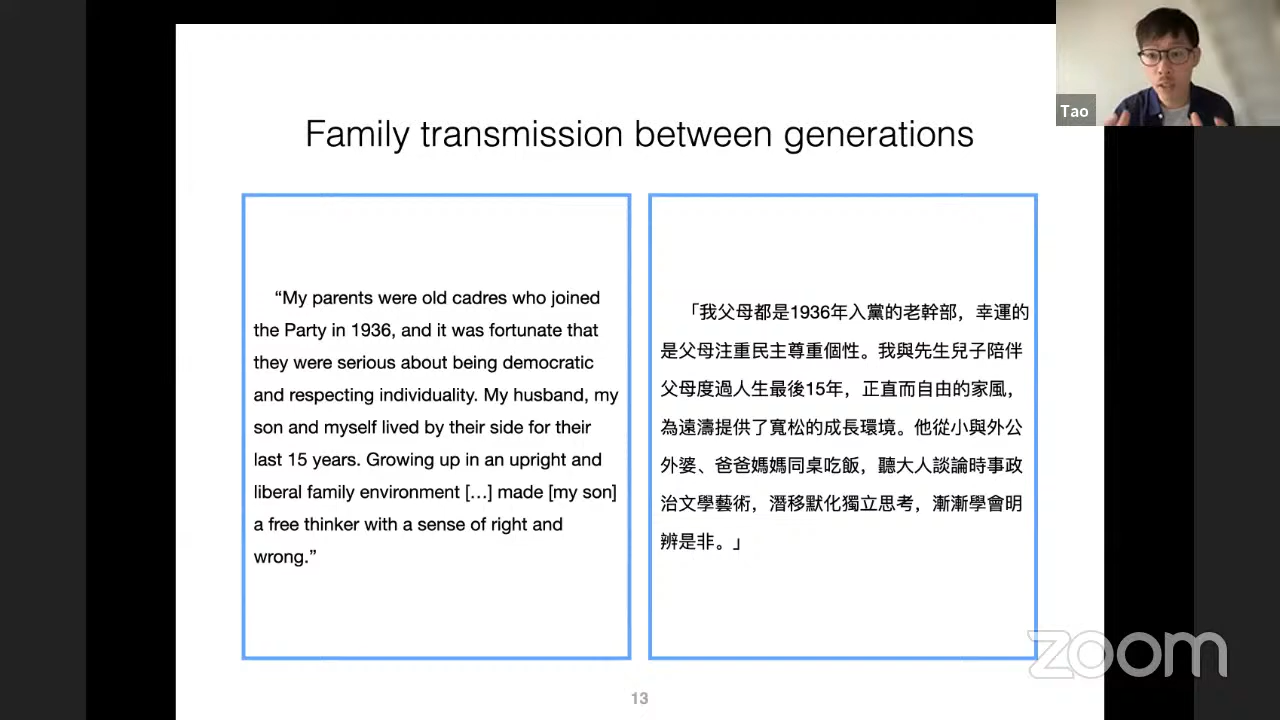 Tao
Family transmission between generations
“My parents were old cadres who joined
the Party in 1936, and it was fortunate that
they were serious about being democratic
and respecting individuality. My husband, my
son and myself lived by their side for their
last 15 years. Growing up in an upright and
liberal family environment […] made [my son]
a free thinker with a sense of right and
wrong.”
「我父母都是1936年入黨的老幹部，幸運的
是父母注重民主尊重個性。我與先生兒子陪伴
父母度過人生最後15年，正直而自由的家風，
為遠濤提供了寬松的成長環境。他從小與外公
外婆、爸爸媽媽同桌吃飯，聽大人談論時事政
治文學藝術，潛移默化獨立思考，漸漸學會明
辨是非。」
zoom
13